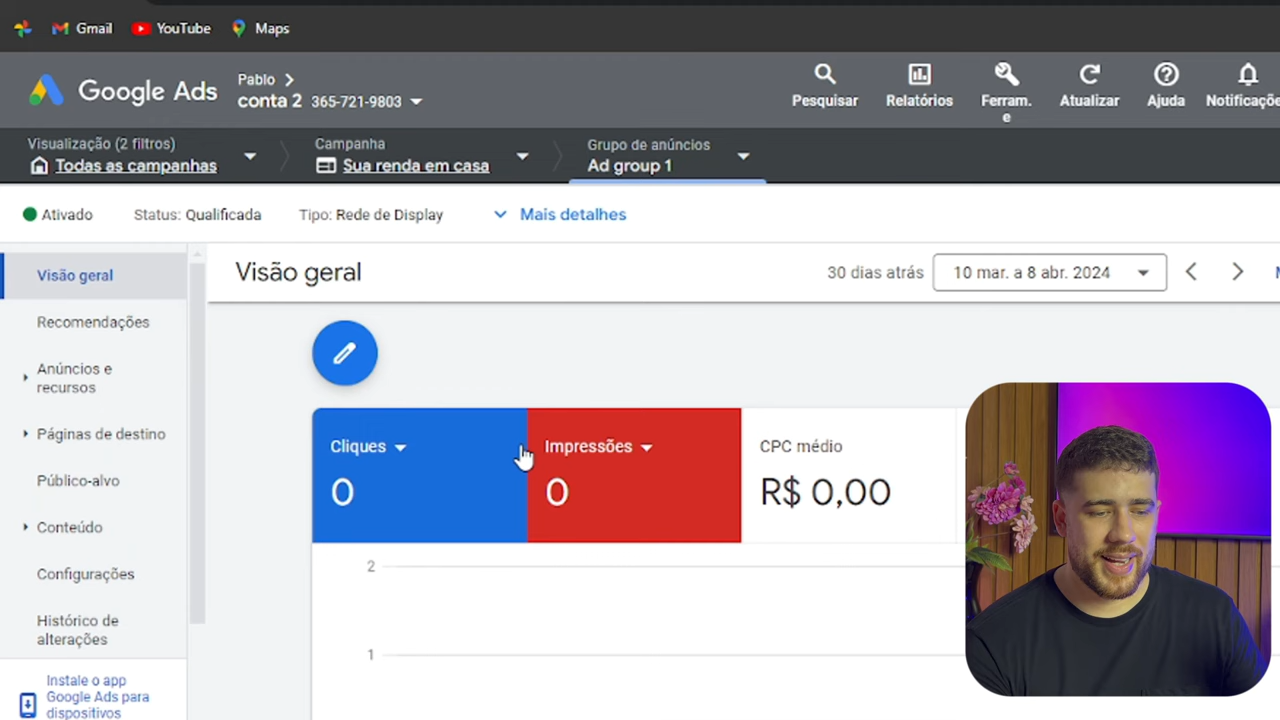 Gmail YouTube Maps
Google Ads
Pablo
conta 2 365-721-9803
Pesquisar
Relatórios
Ferram.
e
Atualizar
Ajuda
Notificaçõe
Visualização (2 filtros)
Todas as campanhas
Campanha
Sua renda em casa
Grupo de anúncios
Ad group 1
Ativado
Status: Qualificada
Tipo: Rede de Display
Mais detalhes
Visão geral
Recomendações
Anúncios e
recursos
Páginas de destino
Público-alvo
Conteúdo
Configurações
Histórico de
alterações
Instale o app
Google Ads para
dispositivos
Visão geral
30 dias atrás
10 mar. a 8 abr. 2024
Cliques
0
Impressões
0
CPC médio
R$ 0,00
2
1